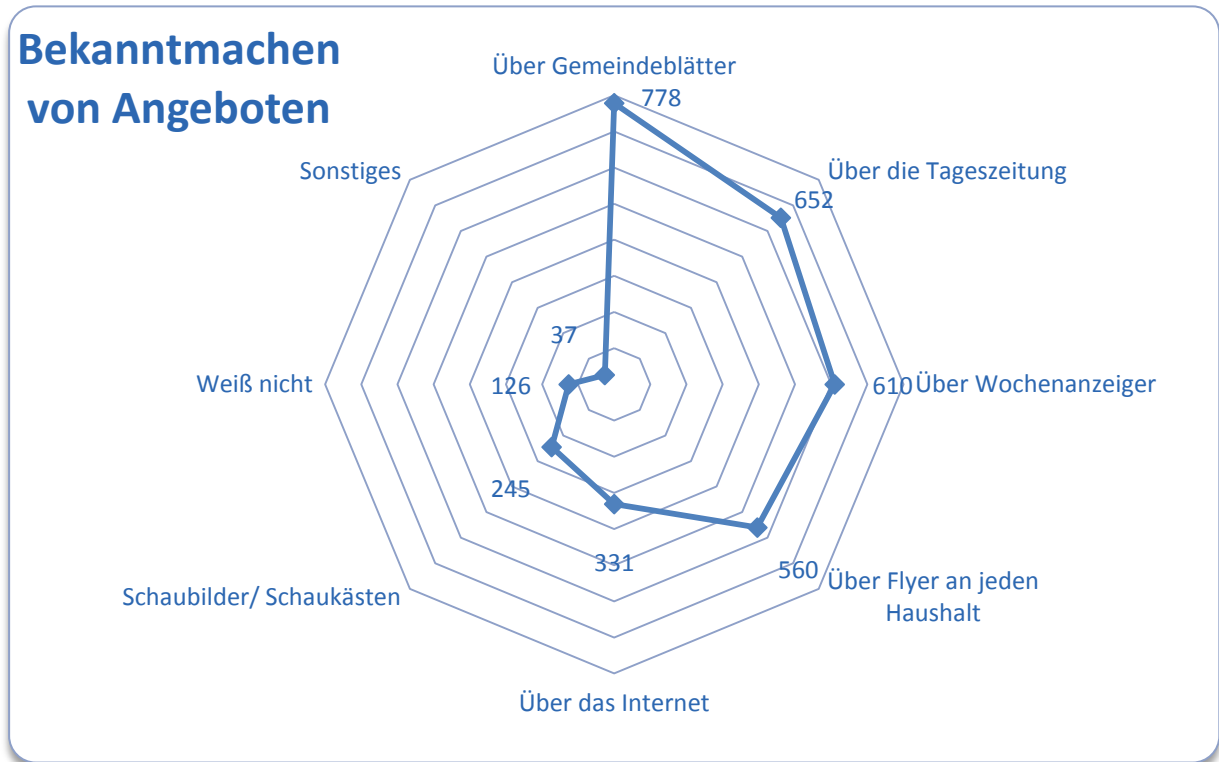 Bekanntmachen
von Angeboten
Über Gemeindeblätter
778
Über die Tageszeitung
652
Über Wochenanzeiger
610
Über Flyer an jeden
Haushalt
560
Über das Internet
331
Schaubilder/ Schaukästen
245
Weiß nicht
126
Sonstiges
37